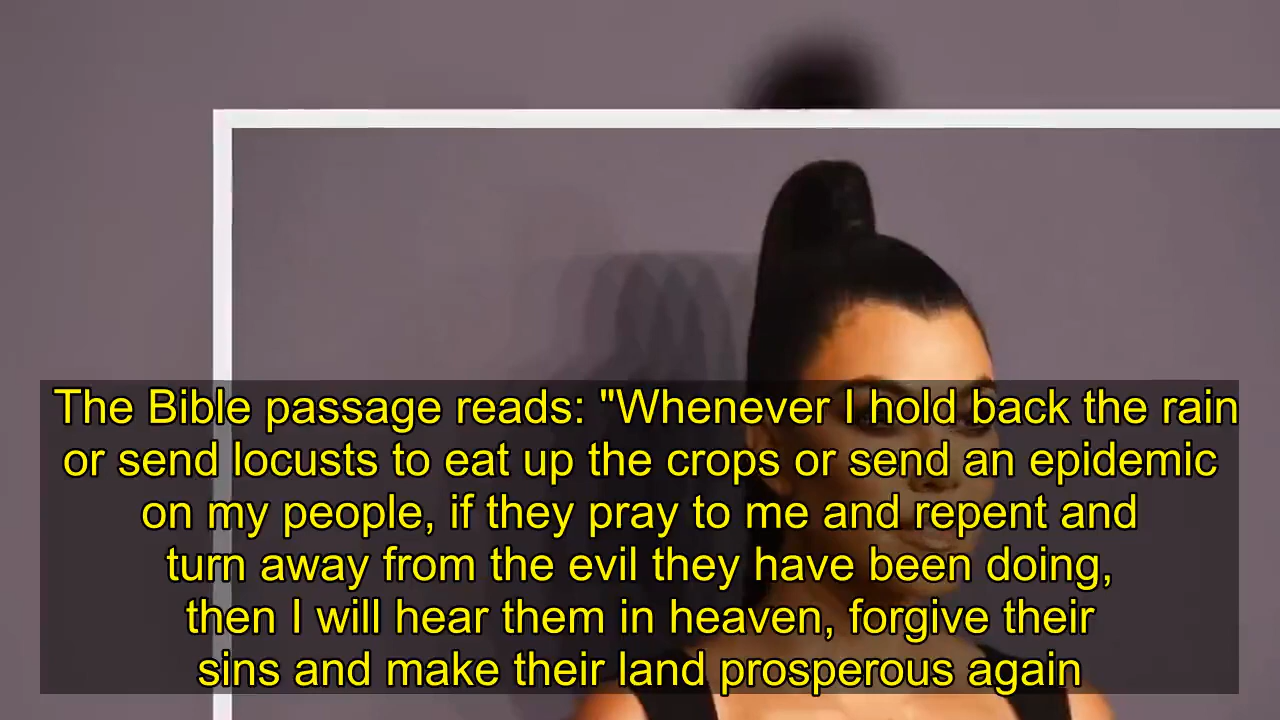 The Bible passage reads: "Whenever I hold back the rain
or send locusts to eat up the crops or send an epidemic
on my people, if they pray to me and repent and
turn away from the evil they have been doing,
then I will hear them in heaven, forgive their
sins and make their land prosperous again